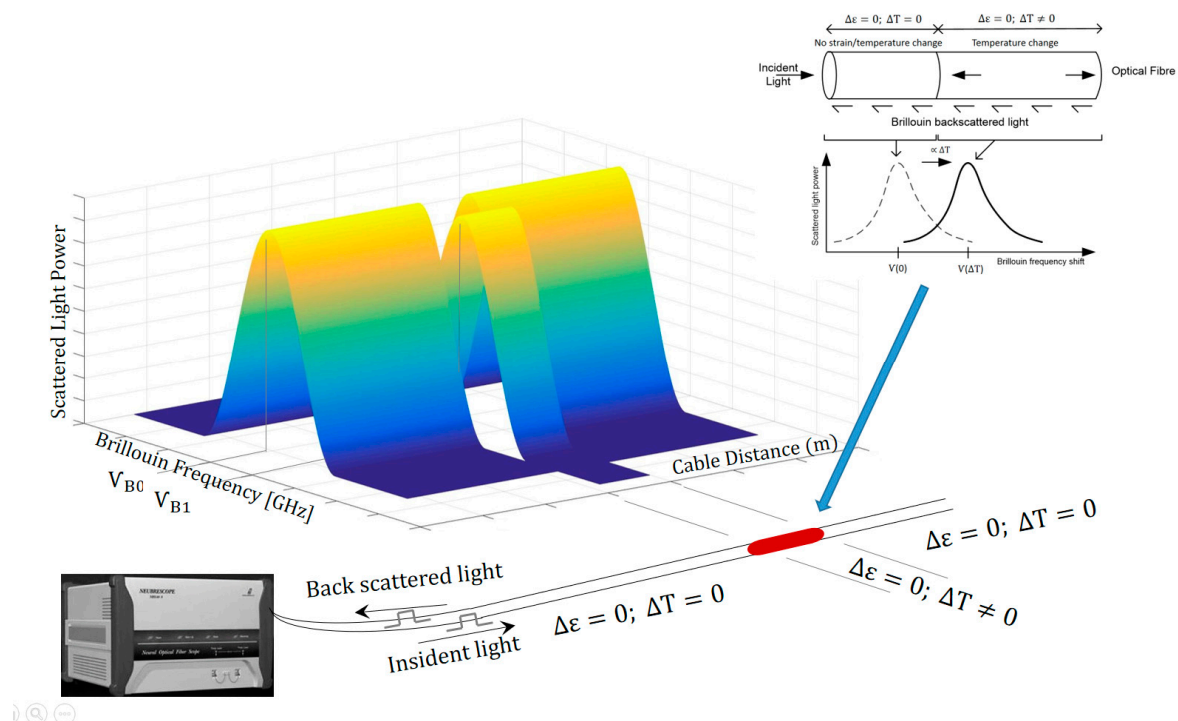 Δε = 0; ΔT = 0
Δε = 0; ΔT ≠ 0
No strain/temperature change
Temperature change
Incident
Light
Optical Fibre
Brillouin backscattered light
∝ ΔT
Scattered light power
V(0)
V(ΔT)
Brillouin frequency shift
Scattered Light Power
Brillouin Frequency [GHz]
V_B0
V_B1
Cable Distance (m)
Δε = 0; ΔT = 0
Δε = 0; ΔT ≠ 0
Δε = 0; ΔT = 0
Back scattered light
Insident light
NEUBRESCOPE
Neural Optical Fiber Scope